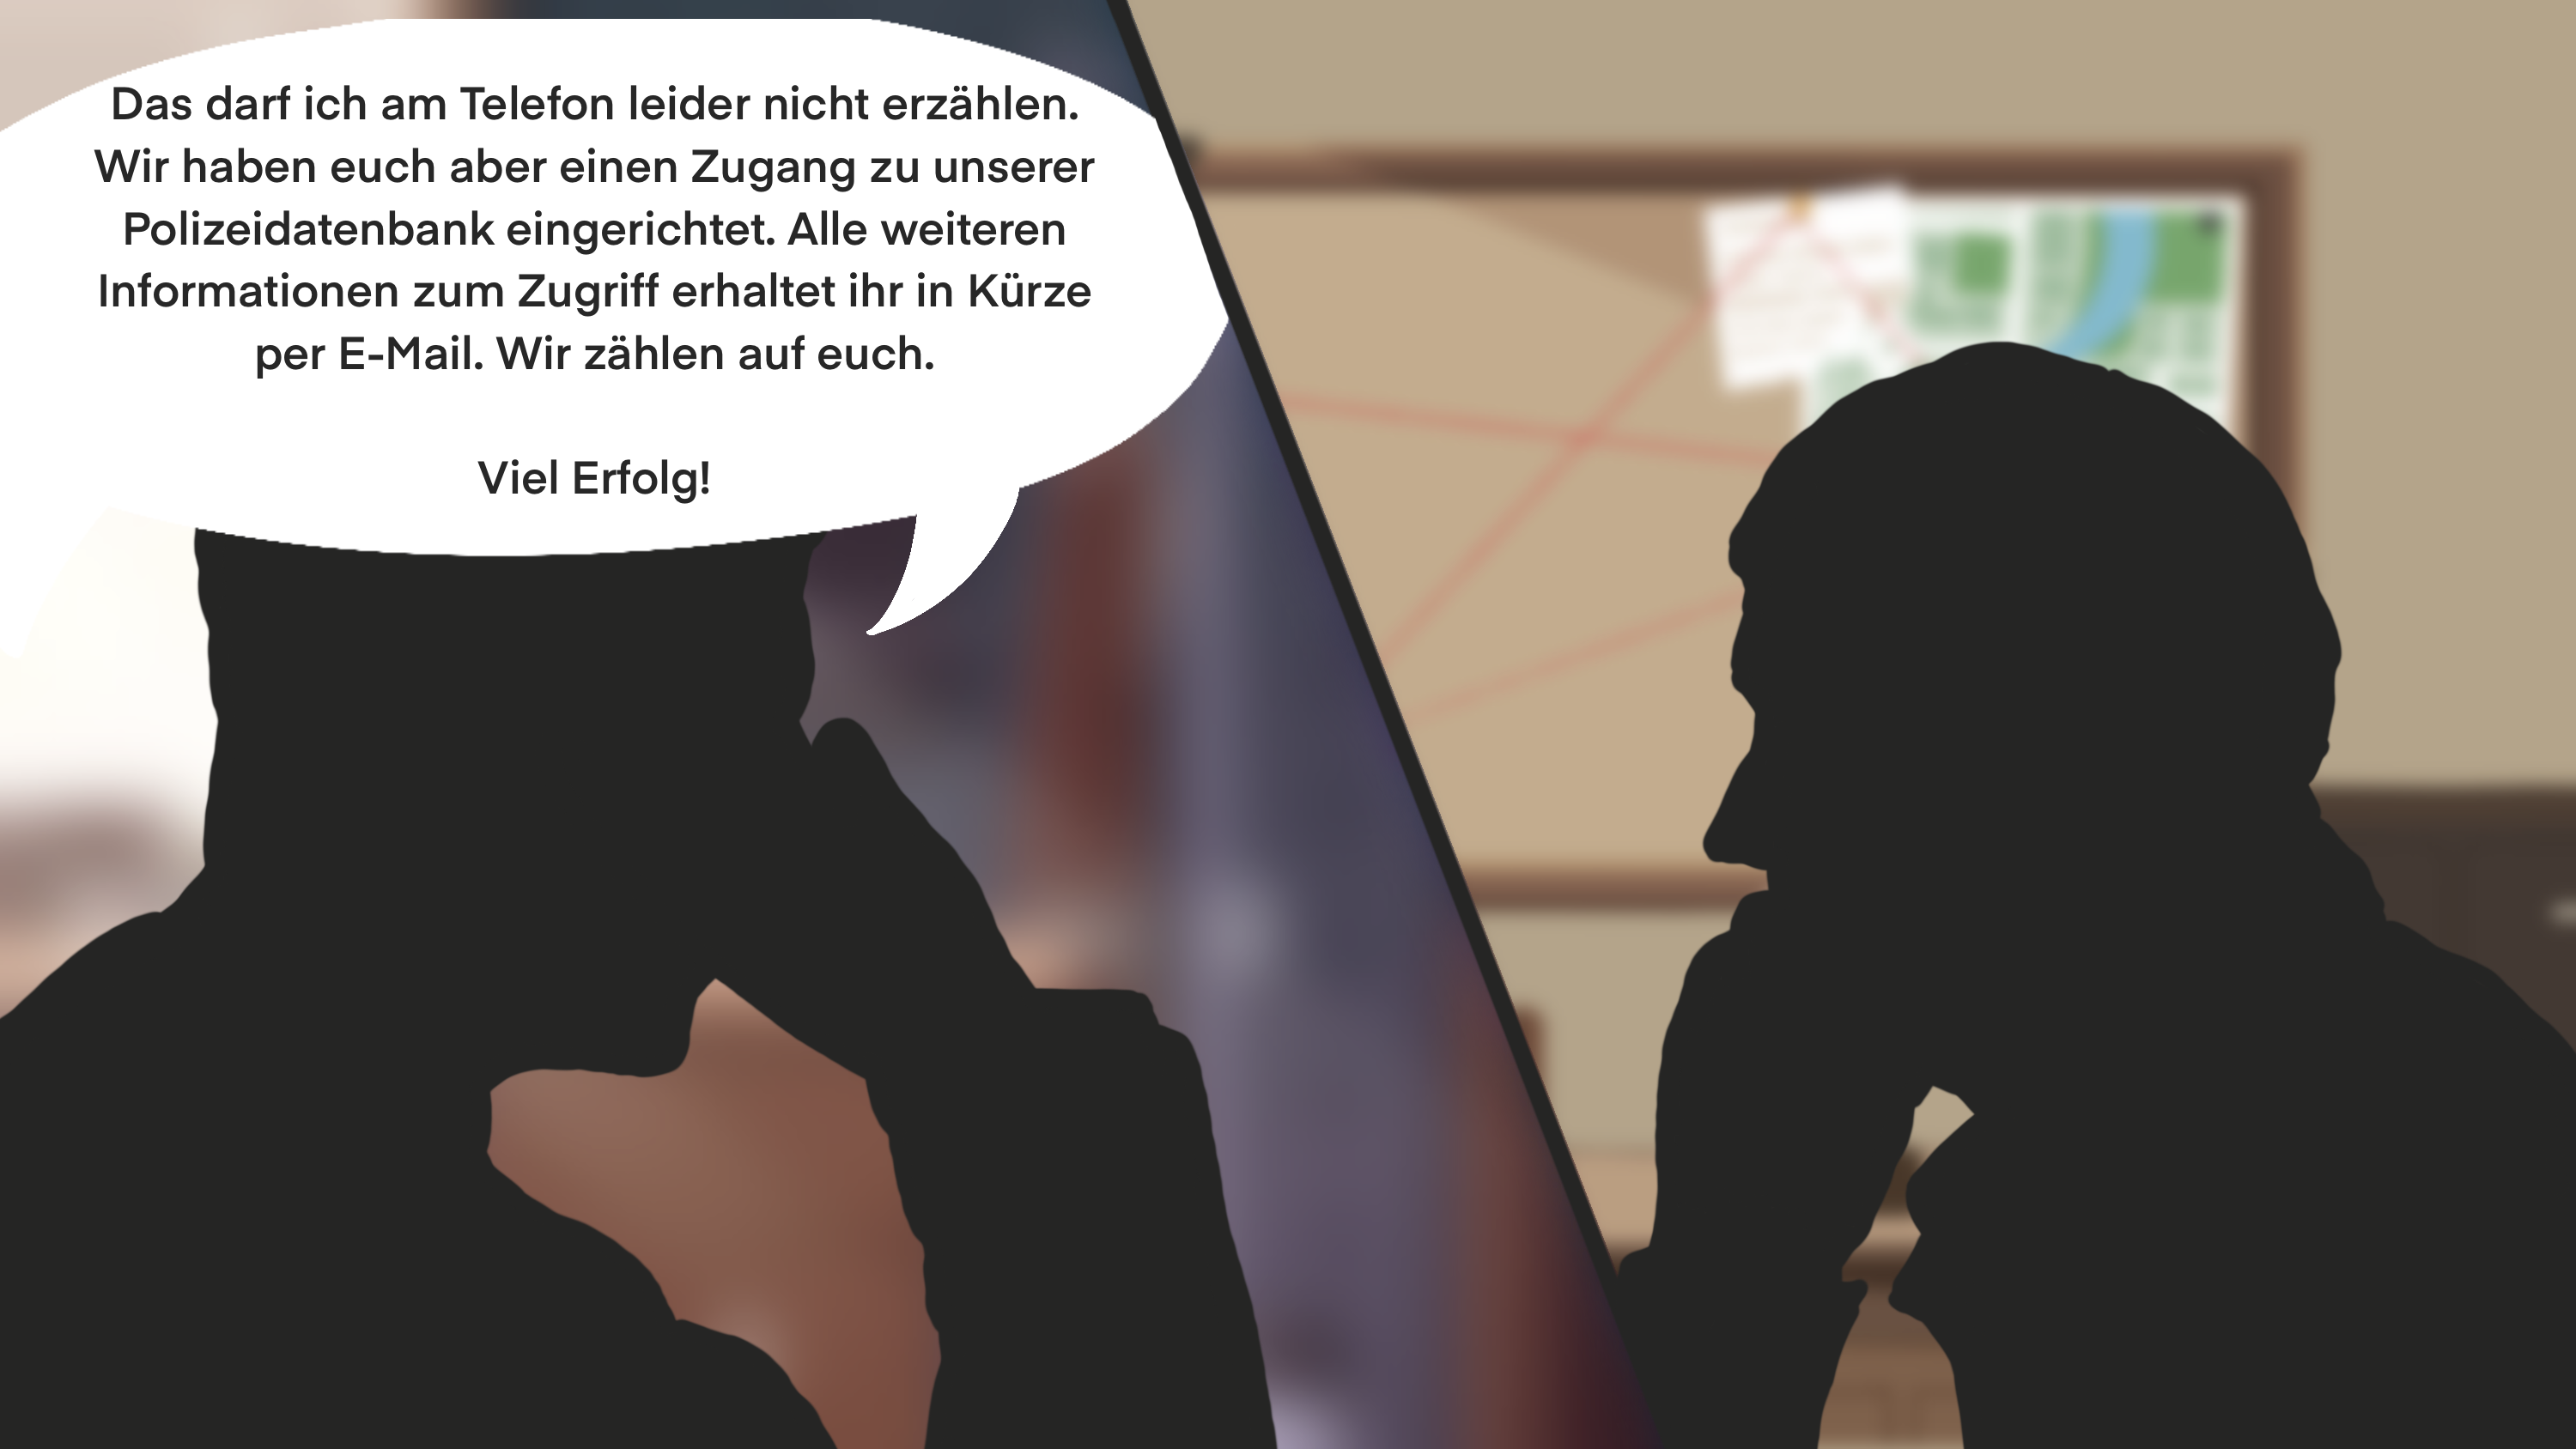 Das darf ich am Telefon leider nicht erzählen.
Wir haben euch aber einen Zugang zu unserer
Polizeidatenbank eingerichtet. Alle weiteren
Informationen zum Zugriff erhaltet ihr in Kürze
per E-Mail. Wir zählen auf euch.
Viel Erfolg!